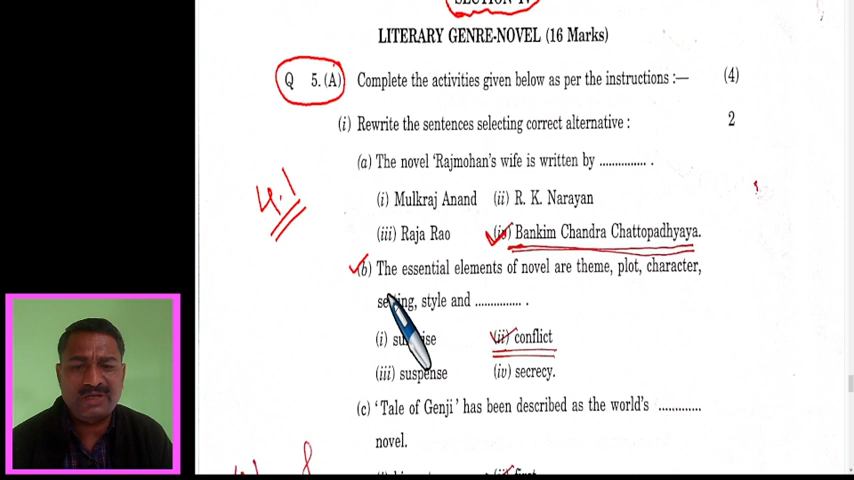 LITERARY GENRE-NOVEL (16 Marks)
Q 5. (A) Complete the activities given below as per the instructions :— (4)
(i) Rewrite the sentences selecting correct alternative : 2
(a) The novel 'Rajmohan's wife is written by ............... .
4.1
(i) Mulkraj Anand (ii) R. K. Narayan
(iii) Raja Rao (iv) Bankim Chandra Chattopadhyaya.
(b) The essential elements of novel are theme, plot, character,
setting, style and ............... .
(i) surprise (ii) conflict
(iii) suspense (iv) secrecy.
(c) 'Tale of Genji' has been described as the world's .............
novel.